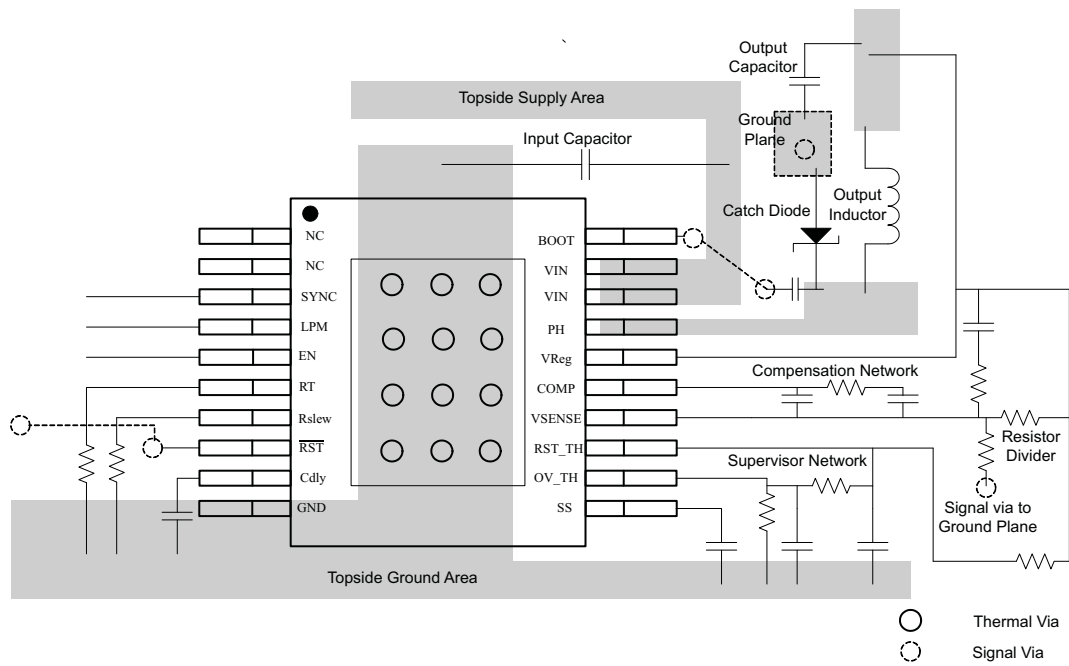 `
Output
Capacitor
Topside Supply Area
Ground
Plane
Input Capacitor
Catch Diode
Output
Inductor
NC
NC
SYNC
LPM
EN
RT
Rslew
RST
Cdly
GND
BOOT
VIN
VIN
PH
VReg
COMP
VSENSE
RST_TH
OV_TH
SS
Compensation Network
Resistor
Divider
Supervisor Network
Signal via to
Ground Plane
Topside Ground Area
Thermal Via
Signal Via